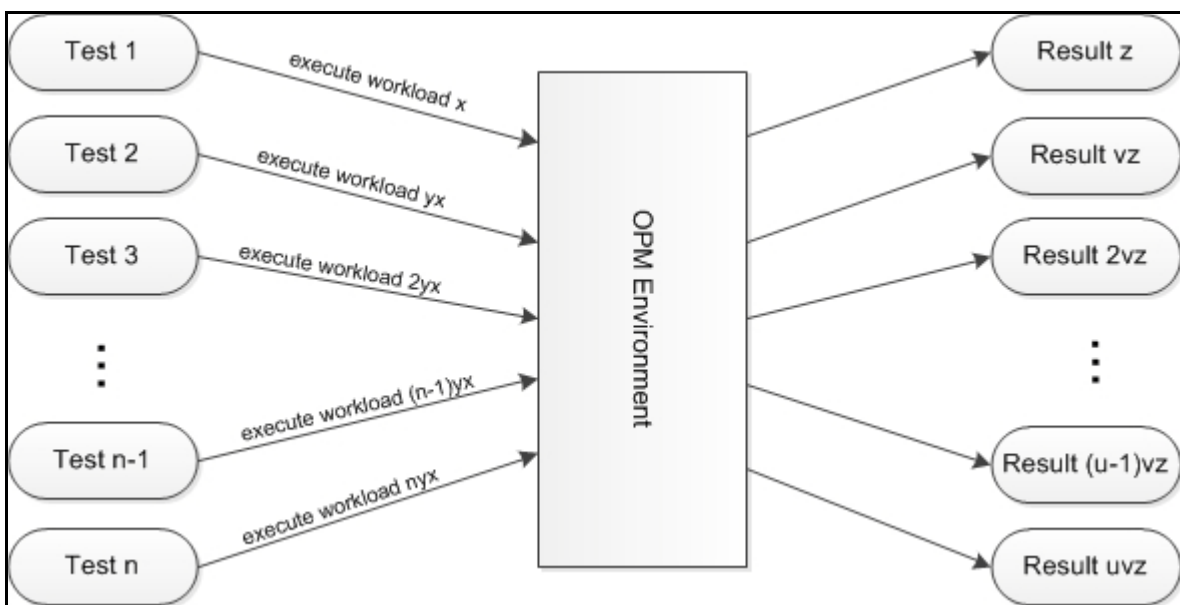 Test 1
execute workload x
Result z
Test 2
execute workload yx
Result vz
Test 3
execute workload 2yx
Result 2vz
OPM Environment
Test n-1
execute workload (n-1)yx
Result (u-1)vz
Test n
execute workload nyx
Result uvz